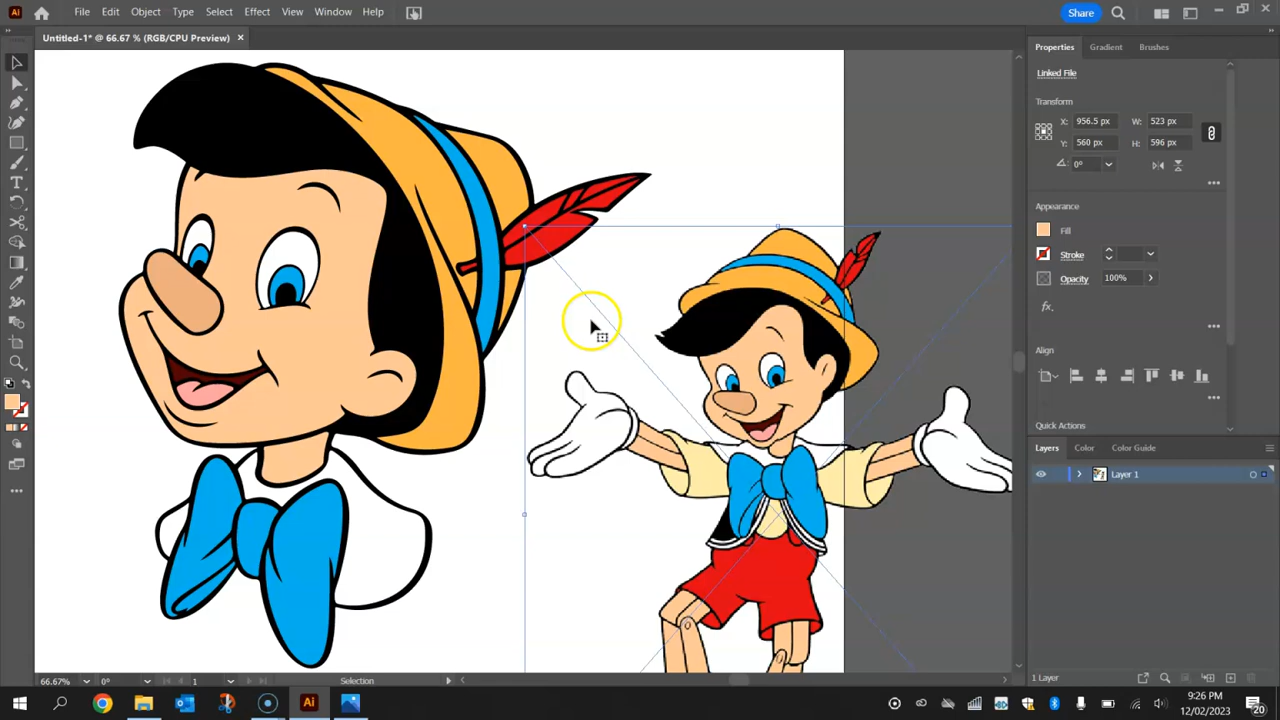 Ai File Edit Object Type Select Effect View Window Help Share
Untitled-1* @ 66.67 % (RGB/CPU Preview) ×
Properties Gradient Brushes
Linked File
Transform
X: 956.5 px W: 523 px
Y: 560 px H: 596 px
0°
Appearance
Fill
Stroke
Opacity 100%
fx.
Align
Quick Actions
Layers Color Color Guide
Layer 1
66.67% 0° 1 Selection 1 Layer
Ai 9:26 PM
12/02/2023 20